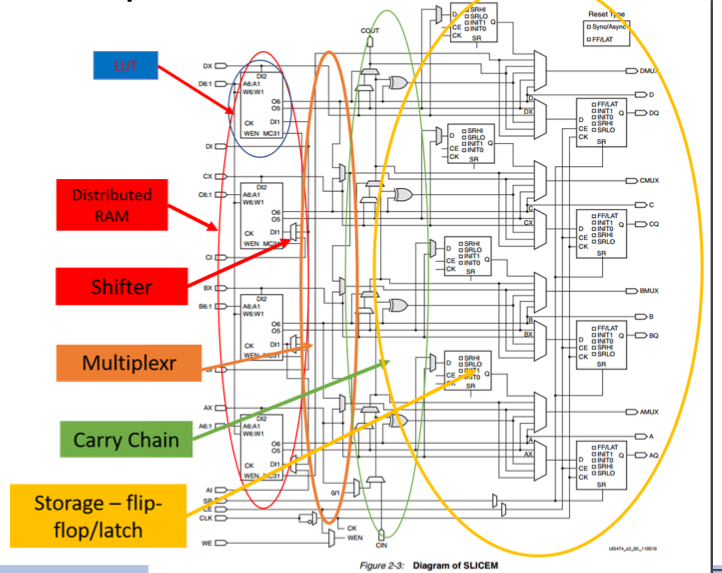 COUT
Reset Type
Sync/Async
FF/LAT
LUT
Distributed
RAM
Shifter
Multiplexr
Carry Chain
Storage – flip-
flop/latch
DX
D6:1
DI2
A6:A1
W6:W1
O6
O5
CK
DI1
WEN
MC31
DI
CX
C6:1
DI2
A6:A1
W6:W1
O6
O5
CK
DI1
WEN MC31
CI
BX
B6:1
DI2
A6:A1
W6:W1
O6
O5
CK
DI1
WEN MC31
AX
A6:1
DI2
A6:A1
W6:W1
O6
O5
CK
DI1
WEN MC31
AI
SR
CE
CLK
WE
0/1
CK
WEN
CIN
SRHI
SRLO
INIT1
INIT0
D
CE
CK
Q
SR
D
CE
CK
SRHI
SRLO
INIT1
INIT0
Q
SR
D
CE
CK
SRHI
SRLO
INIT1
INIT0
Q
SR
D
CE
CK
SRHI
SRLO
INIT1
INIT0
Q
SR
DX
CX
BX
AX
DMUX
D
DQ
FF/LAT
INIT1
INIT0
SRHI
SRLO
D
CE
CK
Q
SR
CMUX
C
CQ
FF/LAT
INIT1
INIT0
SRHI
SRLO
D
CE
CK
Q
SR
BMUX
B
BQ
FF/LAT
INIT1
INIT0
SRHI
SRLO
D
CE
CK
Q
SR
AMUX
A
AQ
FF/LAT
INIT1
INIT0
SRHI
SRLO
D
CE
CK
Q
SR
Figure 2-3: Diagram of SLICEM